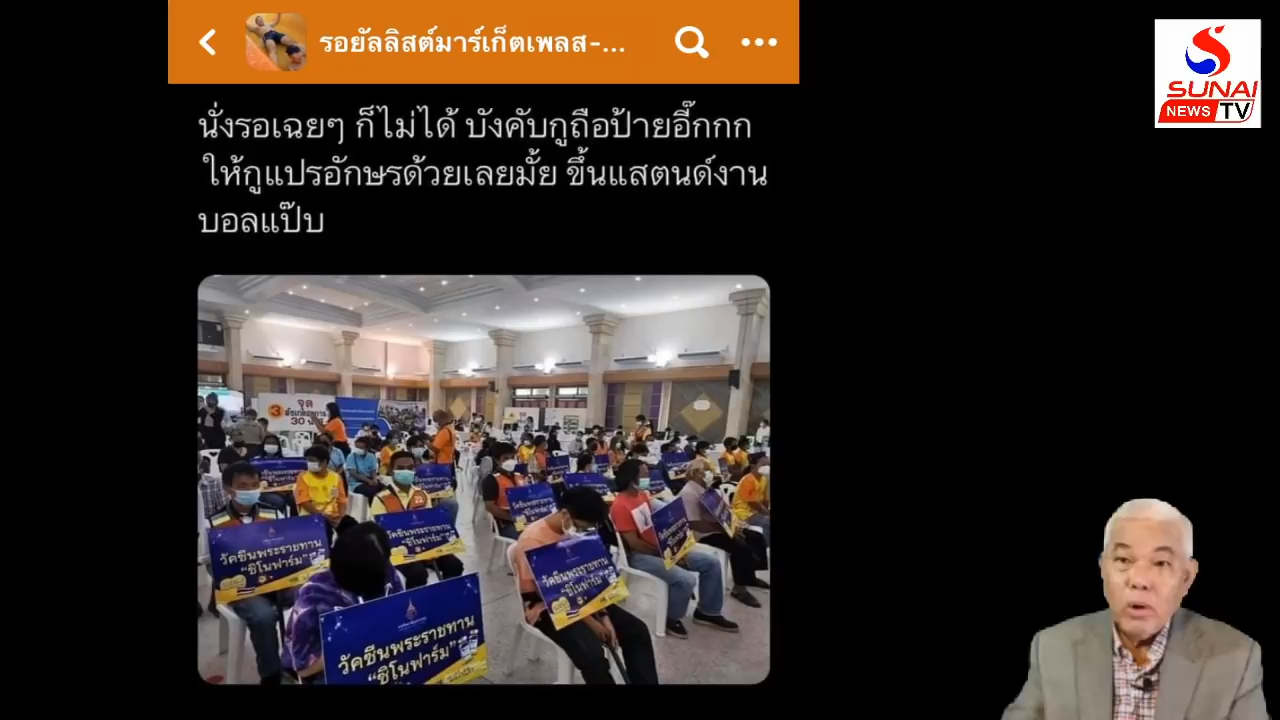 รอยัลลิสต์มาร์เก็ตเพลส-...
SUNAI
NEWS TV
นั่งรอเฉยๆ ก็ไม่ได้ บังคับกูถือป้ายอี๊กกก
ให้กูแปรอักษรด้วยเลยมั้ย ขึ้นแสตนด์งาน
บอลแป๊บ
จุด
3
30
วัคซีนพระราชทาน
"ซิโนฟาร์ม"
วัคซีนพระราชทาน
"ซิโนฟาร์ม"
วัคซีนพระราชทาน
"ซิโนฟาร์ม"
วัคซีนพระราชทาน
"ซิโนฟาร์ม"